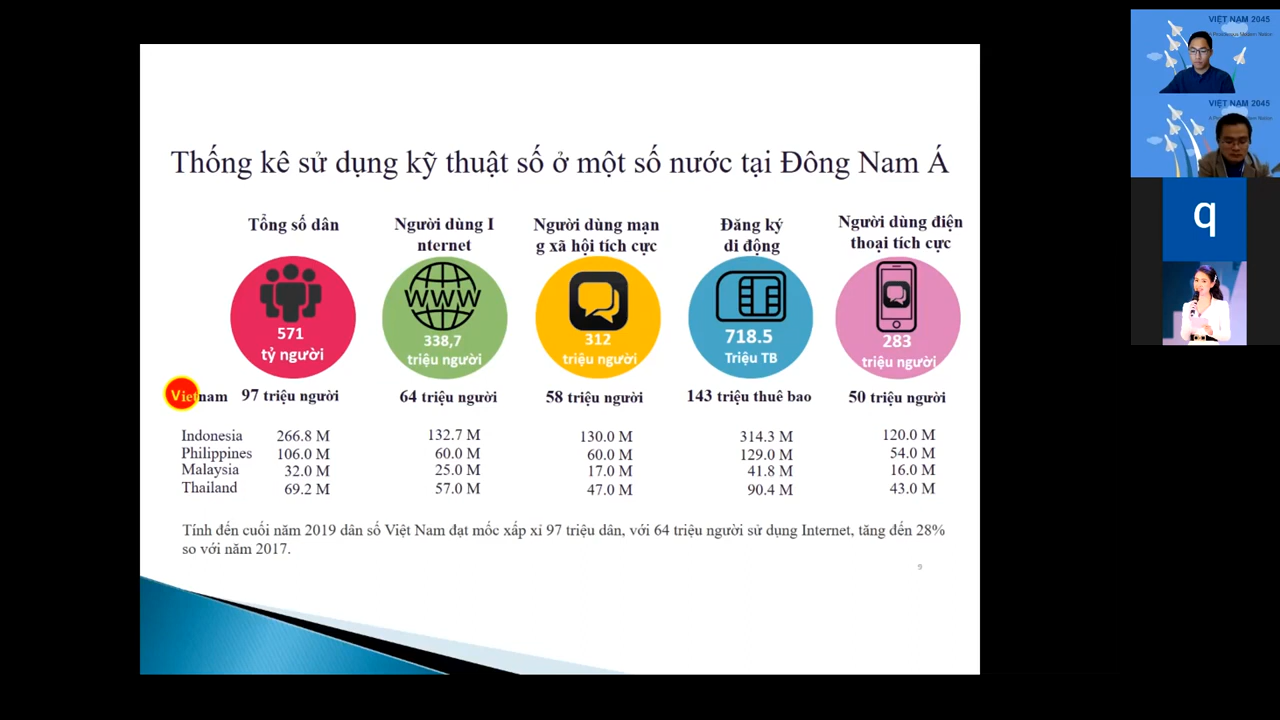 Thống kê sử dụng kỹ thuật số ở một số nước tại Đông Nam Á
Tổng số dân
Người dùng I
nternet
Người dùng mạn
g xã hội tích cực
Đăng ký
di động
Người dùng điện
thoại tích cực
571
tỷ người
WWW
338,7
triệu người
312
triệu người
718.5
Triệu TB
283
triệu người
Vietnam 97 triệu người 64 triệu người 58 triệu người 143 triệu thuê bao 50 triệu người
Indonesia 266.8 M 132.7 M 130.0 M 314.3 M 120.0 M
Philippines 106.0 M 60.0 M 60.0 M 129.0 M 54.0 M
Malaysia 32.0 M 25.0 M 17.0 M 41.8 M 16.0 M
Thailand 69.2 M 57.0 M 47.0 M 90.4 M 43.0 M
Tính đến cuối năm 2019 dân số Việt Nam đạt mốc xấp xỉ 97 triệu dân, với 64 triệu người sử dụng Internet, tăng đến 28%
so với năm 2017.
9
VIỆT NAM 2045
VIỆT NAM 2045
q